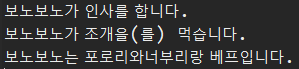 보노보노가 인사를 합니다.
보노보노가 조개을(를) 먹습니다.
보노보노는 포로리와너부리랑 베프입니다.